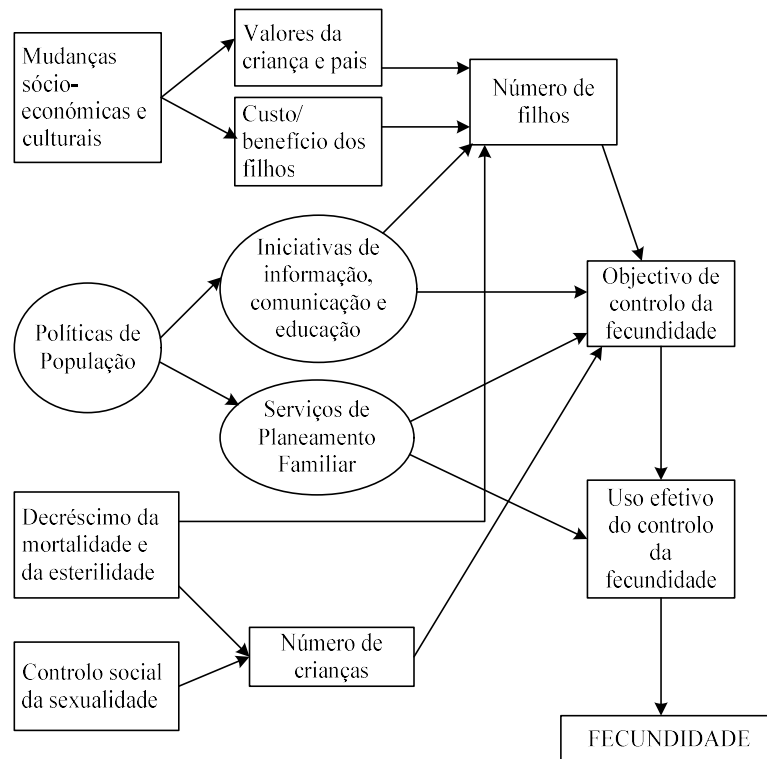 Mudanças
sócio-
económicas e
culturais
Valores da
criança e pais
Custo/
benefício dos
filhos
Número de
filhos
Iniciativas de
informação,
comunicação e
educação
Objectivo de
controlo da
fecundidade
Políticas de
População
Serviços de
Planeamento
Familiar
Decréscimo da
mortalidade e
da esterilidade
Uso efetivo
do controlo
da
fecundidade
Número de
crianças
Controlo social
da sexualidade
FECUNDIDADE